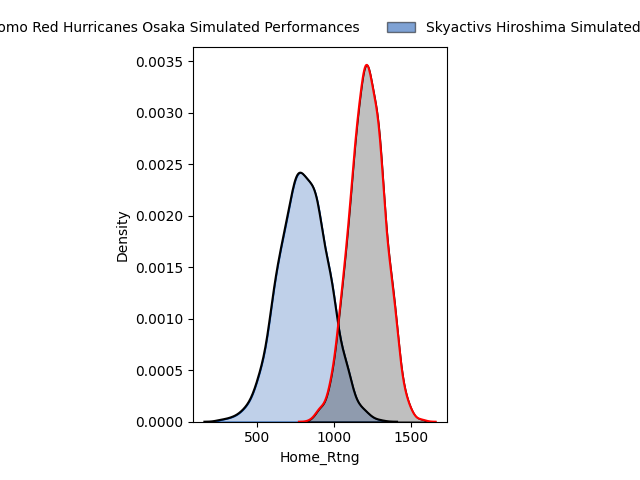 Red Hurricanes Osaka Simulated Performances
Skyactivs Hiroshima Simulated
0.0035
0.0030
0.0025
0.0020
0.0015
0.0010
0.0005
0.0000
Density
500 1000 1500
Home_Rtng